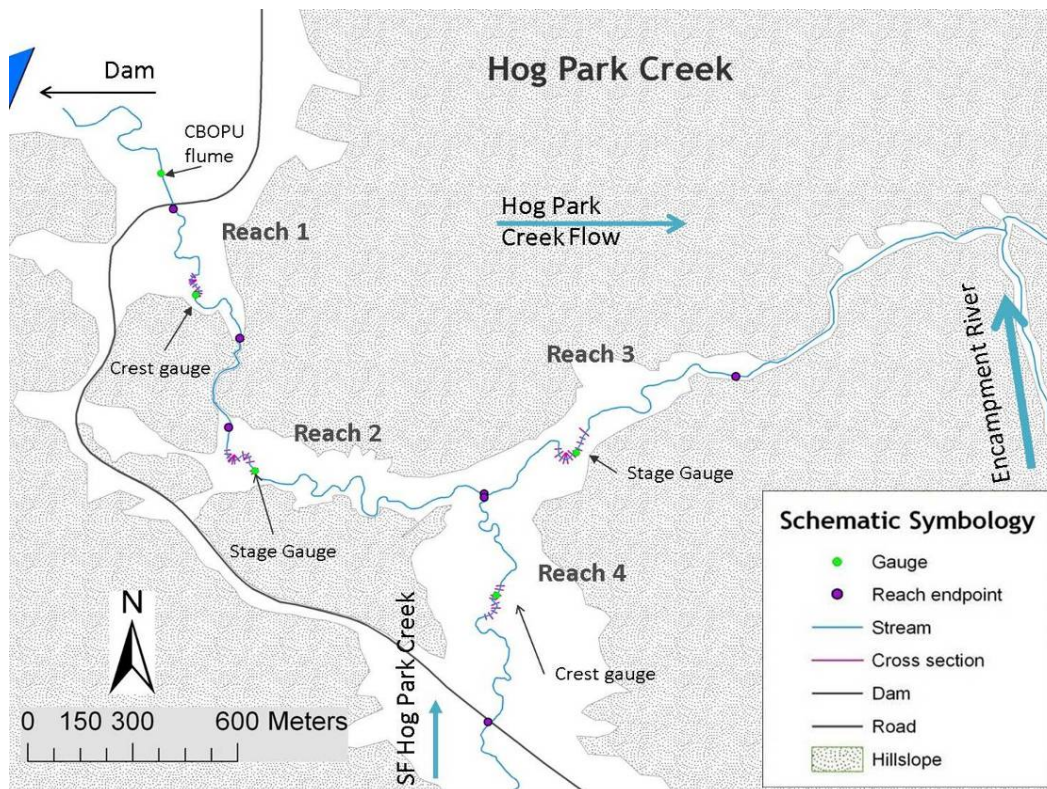 Hog Park Creek
Dam
CBOPU
flume
Reach 1
Hog Park
Creek Flow
Crest gauge
Reach 3
Encampment River
Reach 2
Stage Gauge
Stage Gauge
Reach 4
Crest gauge
SF Hog Park Creek
N
0 150 300 600 Meters
Schematic Symbology
Gauge
Reach endpoint
Stream
Cross section
Dam
Road
Hillslope